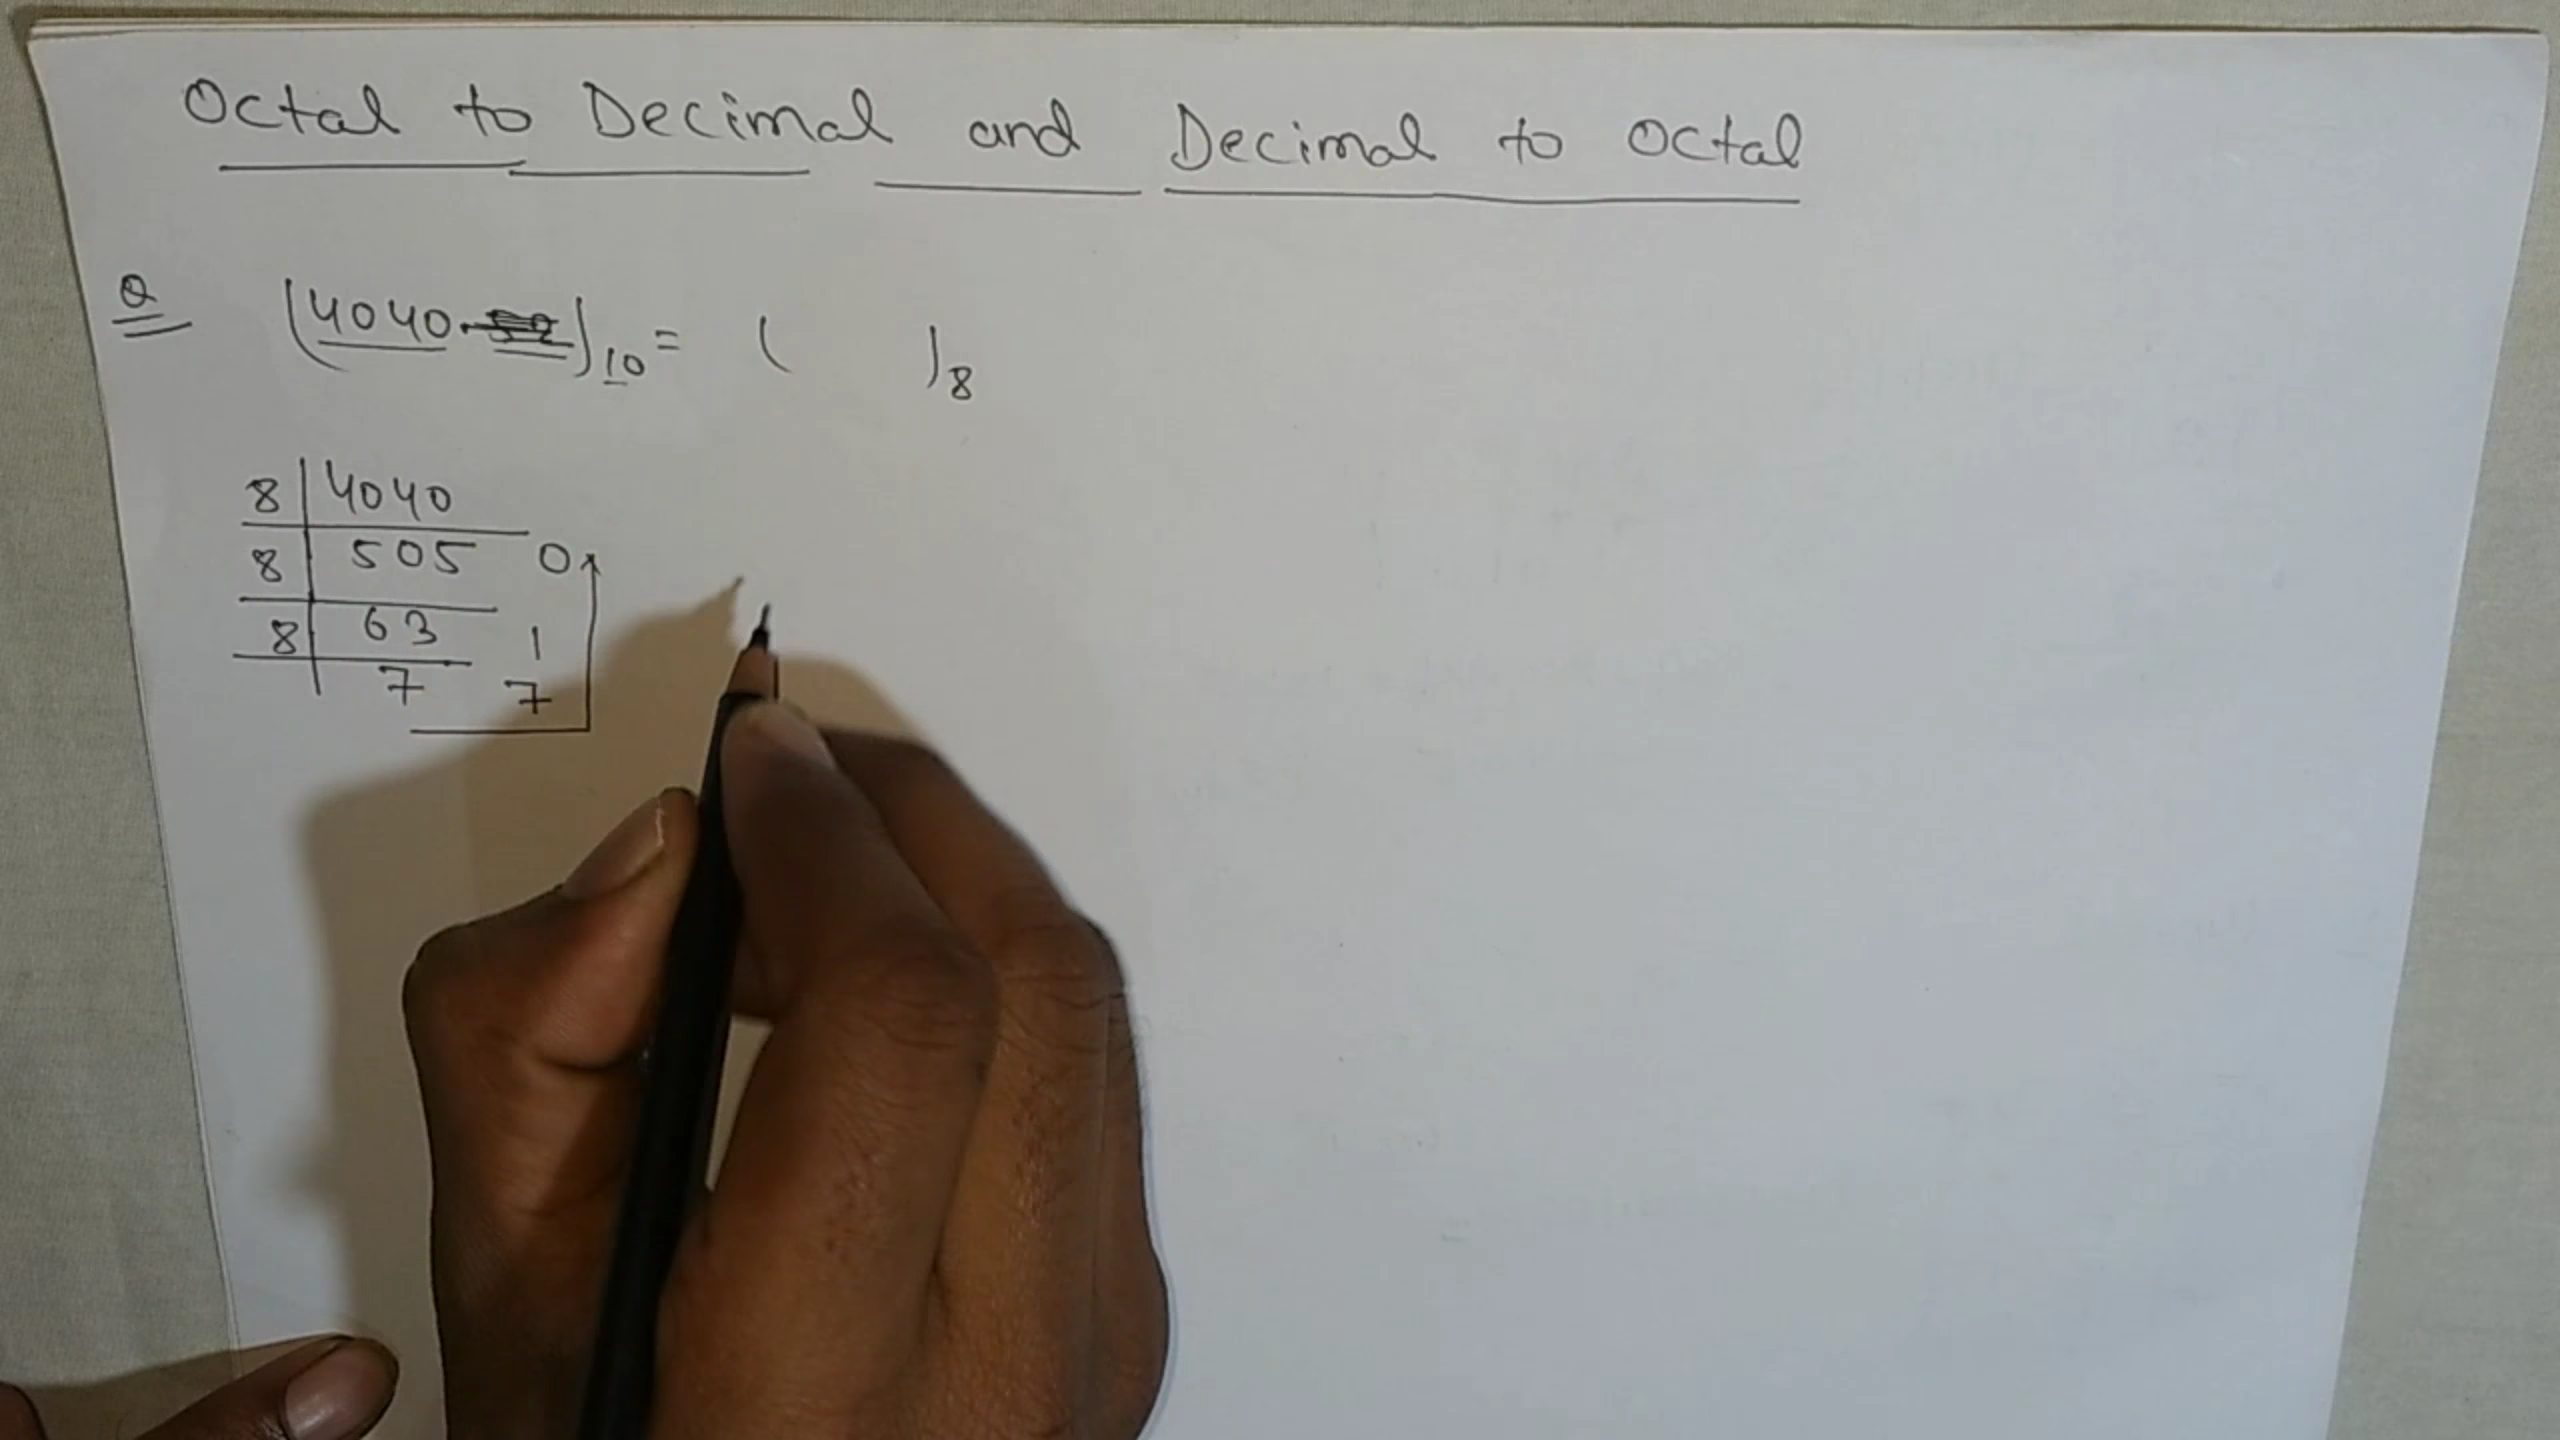 Octal to Decimal and Decimal to Octal
Q (4040.)10 = ( )8
8 4040
8 505 0
8 63 1
7 7